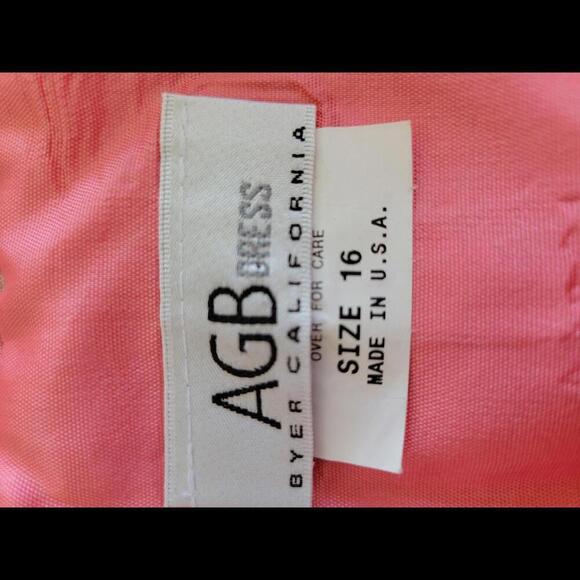 AGB DRESS
BYER CALIFORNIA
OVER FOR CARE
SIZE 16
MADE IN U.S.A.